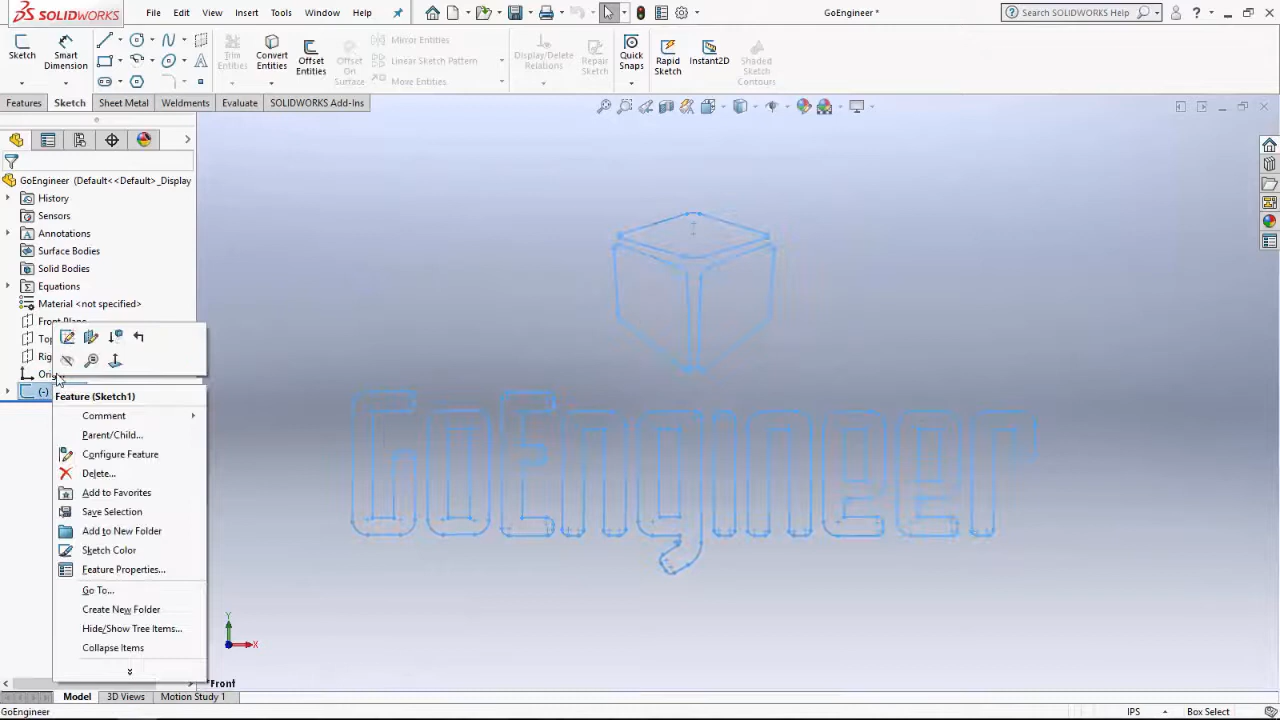 SOLIDWORKS File Edit View Insert Tools Window Help GoEngineer * Search SOLIDWORKS Help
Sketch Smart Dimension Trim Entities Convert Entities Offset Entities Offset On Surface Mirror Entities Linear Sketch Pattern Move Entities Display/Delete Relations Repair Sketch Quick Snaps Rapid Sketch Instant2D Shaded Sketch Contours
Features Sketch Sheet Metal Weldments Evaluate SOLIDWORKS Add-Ins
GoEngineer (Default<<Default>_Display
History
Sensors
Annotations
Surface Bodies
Solid Bodies
Equations
Material <not specified>
Front Plane
Top
Rig
Ori
(-)
Feature (Sketch1)
Comment
Parent/Child...
Configure Feature
Delete...
Add to Favorites
Save Selection
Add to New Folder
Sketch Color
Feature Properties...
Go To...
Create New Folder
Hide/Show Tree Items...
Collapse Items
GoEngineer
Y
X
*Front
Model 3D Views Motion Study 1
GoEngineer IPS Box Select